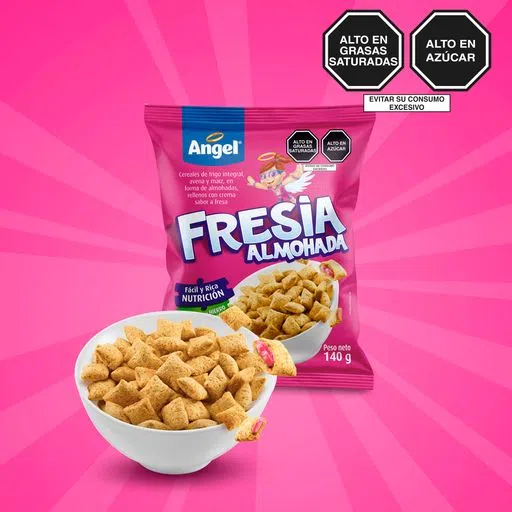 ALTO EN
GRASAS
SATURADAS
ALTO EN
AZÚCAR
EVITAR SU CONSUMO
EXCESIVO
Angel
ALTO EN
GRASAS
SATURADAS
ALTO EN
AZÚCAR
Cereales de trigo integral
avena y maíz, en
forma de almohadas,
rellenos con crema
sabor a fresa
FRESIA
ALMOHADA
Fácil y Rica
NUTRICIÓN
HIERRO
Peso neto
140 g